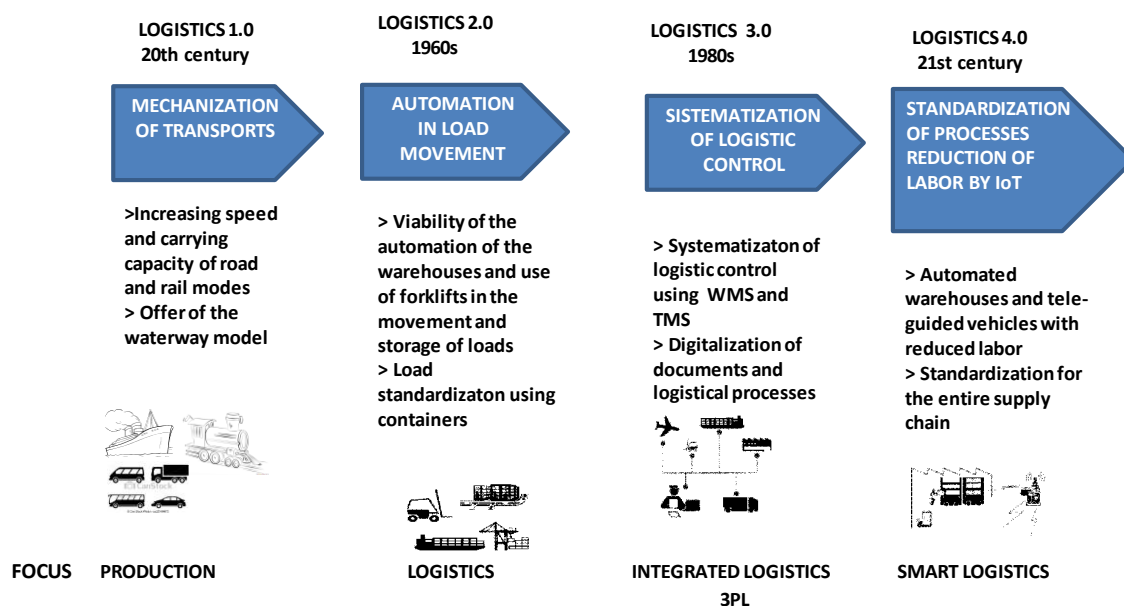 LOGISTICS 1.0
20th century
MECHANIZATION
OF TRANSPORTS
>Increasing speed
and carrying
capacity of road
and rail modes
> Offer of the
waterway model
LOGISTICS 2.0
1960s
AUTOMATION
IN LOAD
MOVEMENT
> Viability of the
automation of the
warehouses and use
of forklifts in the
movement and
storage of loads
> Load
standardizaton using
containers
LOGISTICS 3.0
1980s
SISTEMATIZATION
OF LOGISTIC
CONTROL
> Systematizaton of
logistic control
using WMS and
TMS
> Digitalization of
documents and
logistical processes
LOGISTICS 4.0
21st century
STANDARDIZATION
OF PROCESSES
REDUCTION OF
LABOR BY IoT
> Automated
warehouses and tele-
guided vehicles with
reduced labor
> Standardization for
the entire supply
chain
FOCUS
PRODUCTION
LOGISTICS
INTEGRATED LOGISTICS
3PL
SMART LOGISTICS